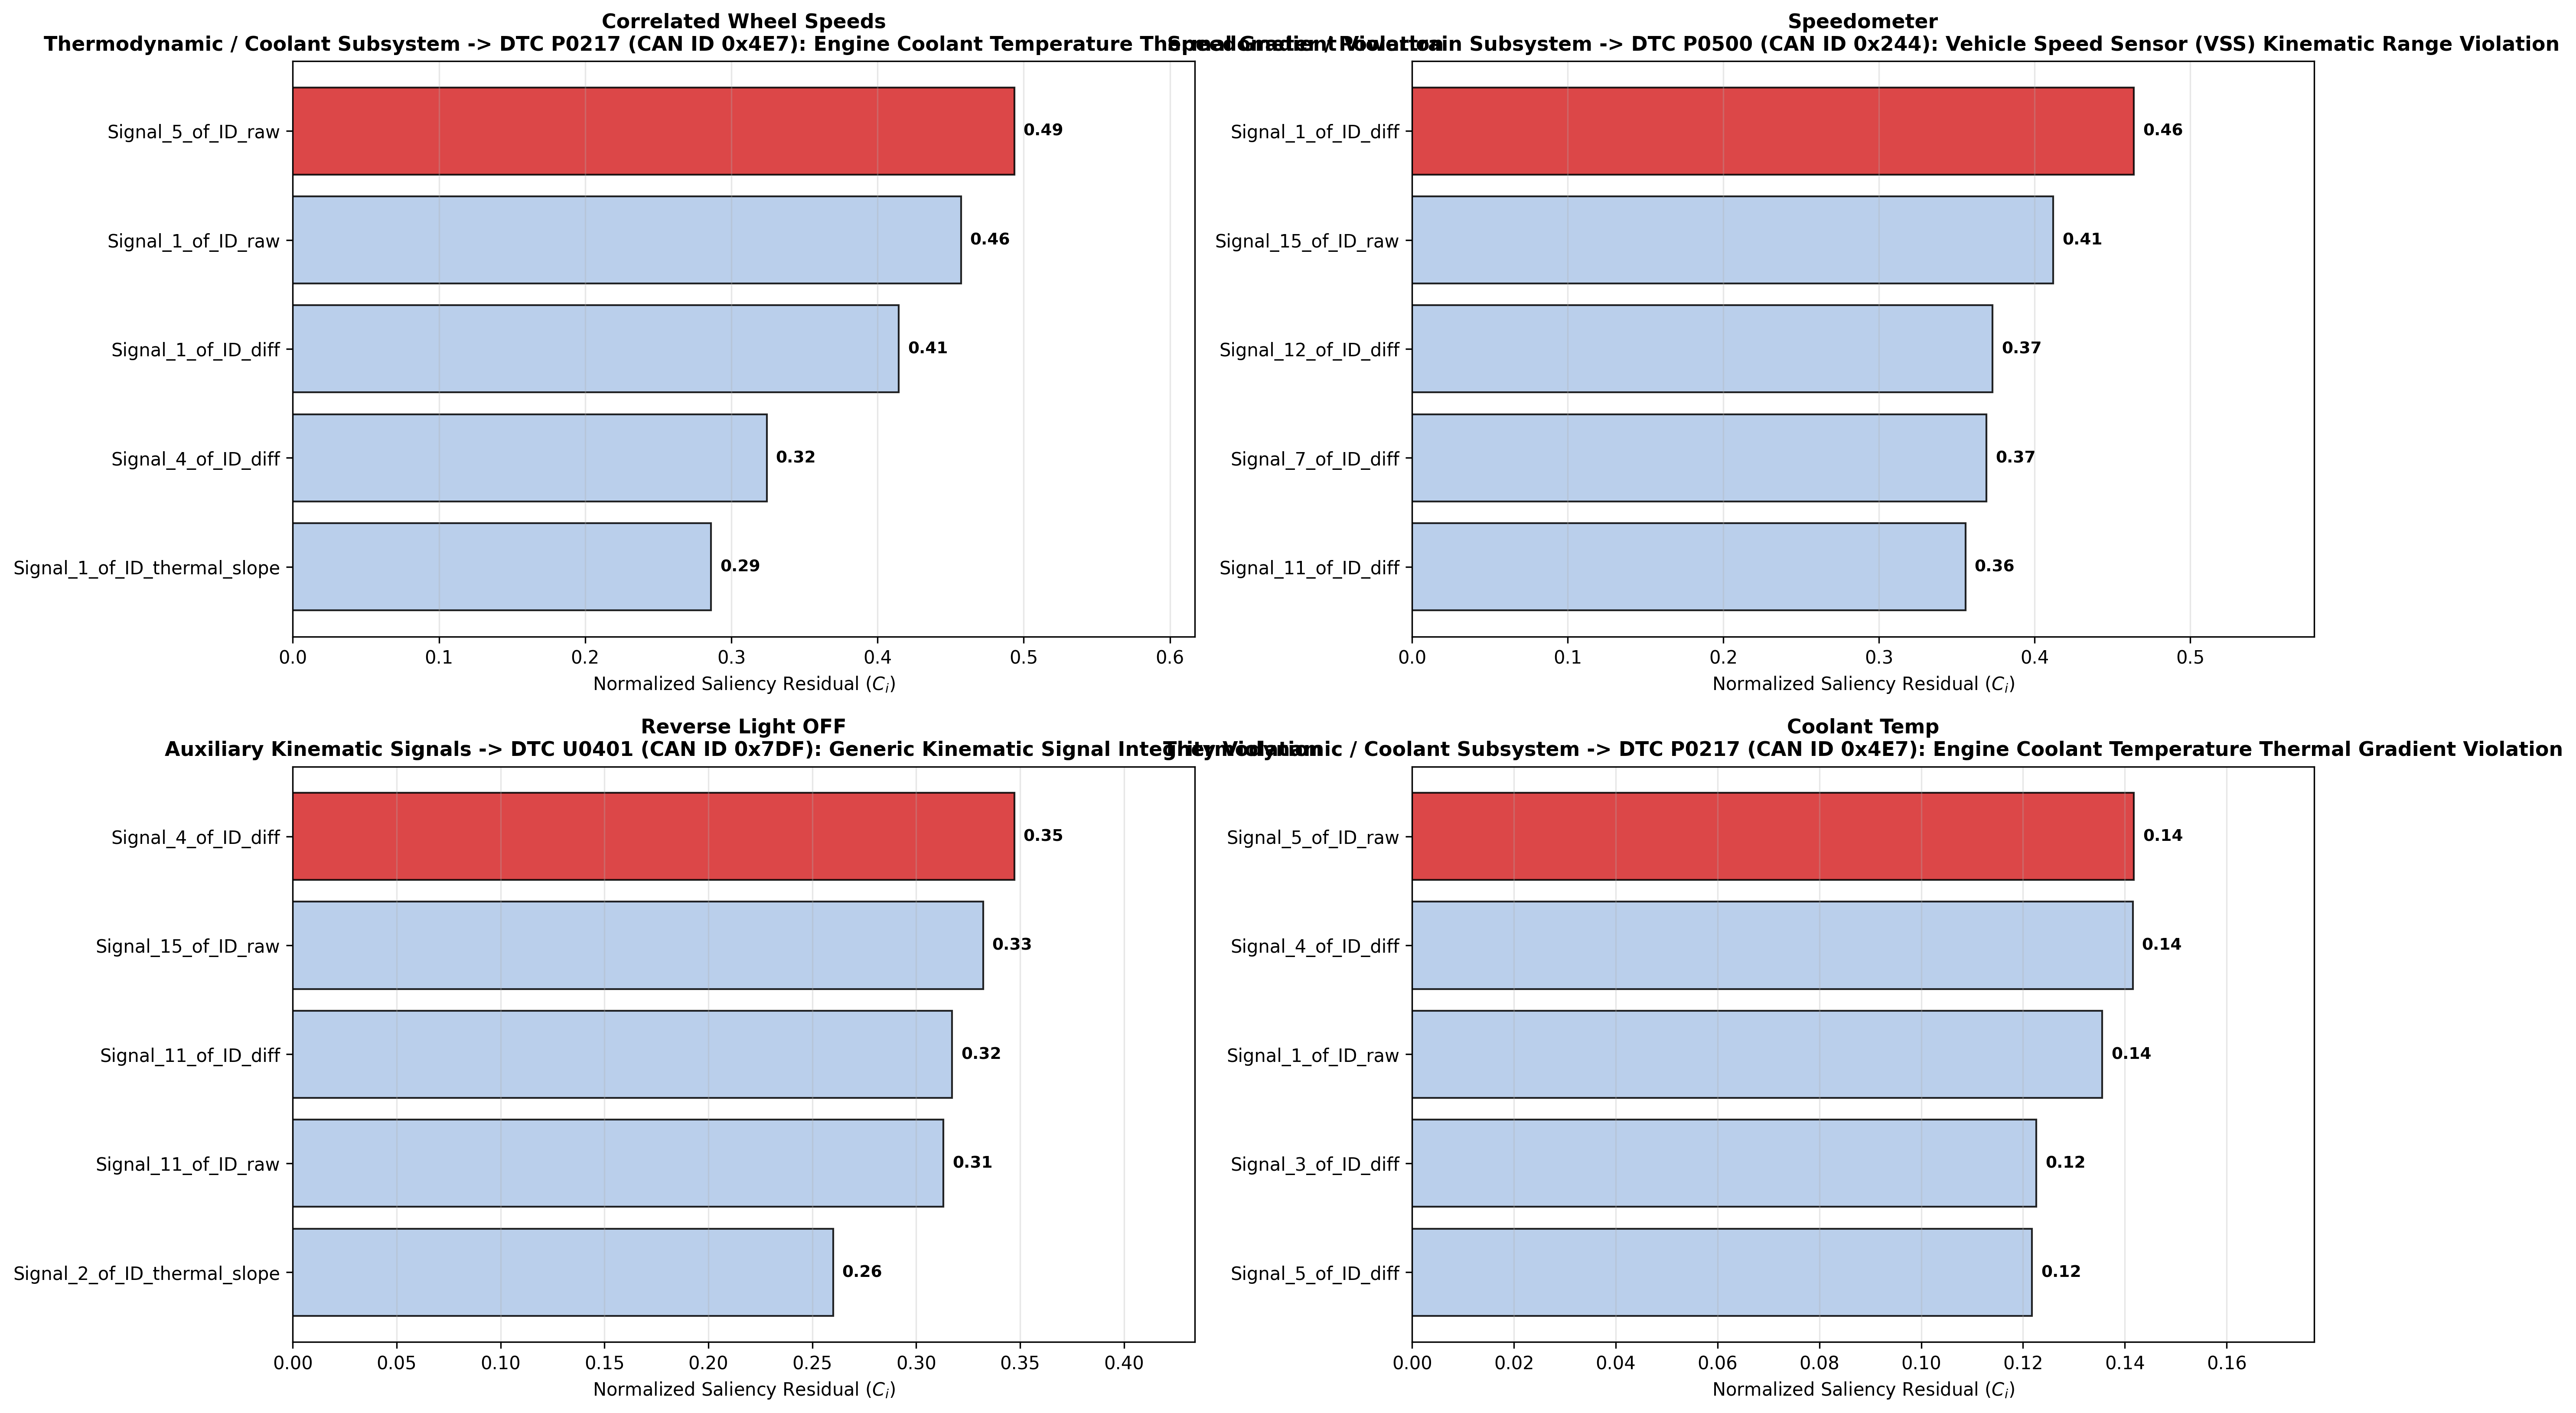 Correlated Wheel Speeds
Thermodynamic / Coolant Subsystem -> DTC P0217 (CAN ID 0x4E7): Engine Coolant Temperature Thermal Gradient Violation
Signal_5_of_ID_raw
0.49
Signal_1_of_ID_raw
0.46
Signal_1_of_ID_diff
0.41
Signal_4_of_ID_diff
0.32
Signal_1_of_ID_thermal_slope
0.29
0.0 0.1 0.2 0.3 0.4 0.5 0.6
Normalized Saliency Residual (Ci)
Speedometer
Speedometer / Powertrain Subsystem -> DTC P0500 (CAN ID 0x244): Vehicle Speed Sensor (VSS) Kinematic Range Violation
Signal_1_of_ID_diff
0.46
Signal_15_of_ID_raw
0.41
Signal_12_of_ID_diff
0.37
Signal_7_of_ID_diff
0.37
Signal_11_of_ID_diff
0.36
0.0 0.1 0.2 0.3 0.4 0.5
Normalized Saliency Residual (Ci)
Reverse Light OFF
Auxiliary Kinematic Signals -> DTC U0401 (CAN ID 0x7DF): Generic Kinematic Signal Integrity Violation
Signal_4_of_ID_diff
0.35
Signal_15_of_ID_raw
0.33
Signal_11_of_ID_diff
0.32
Signal_11_of_ID_raw
0.31
Signal_2_of_ID_thermal_slope
0.26
0.00 0.05 0.10 0.15 0.20 0.25 0.30 0.35 0.40
Normalized Saliency Residual (Ci)
Coolant Temp
Thermodynamic / Coolant Subsystem -> DTC P0217 (CAN ID 0x4E7): Engine Coolant Temperature Thermal Gradient Violation
Signal_5_of_ID_raw
0.14
Signal_4_of_ID_diff
0.14
Signal_1_of_ID_raw
0.14
Signal_3_of_ID_diff
0.12
Signal_5_of_ID_diff
0.12
0.00 0.02 0.04 0.06 0.08 0.10 0.12 0.14 0.16
Normalized Saliency Residual (Ci)